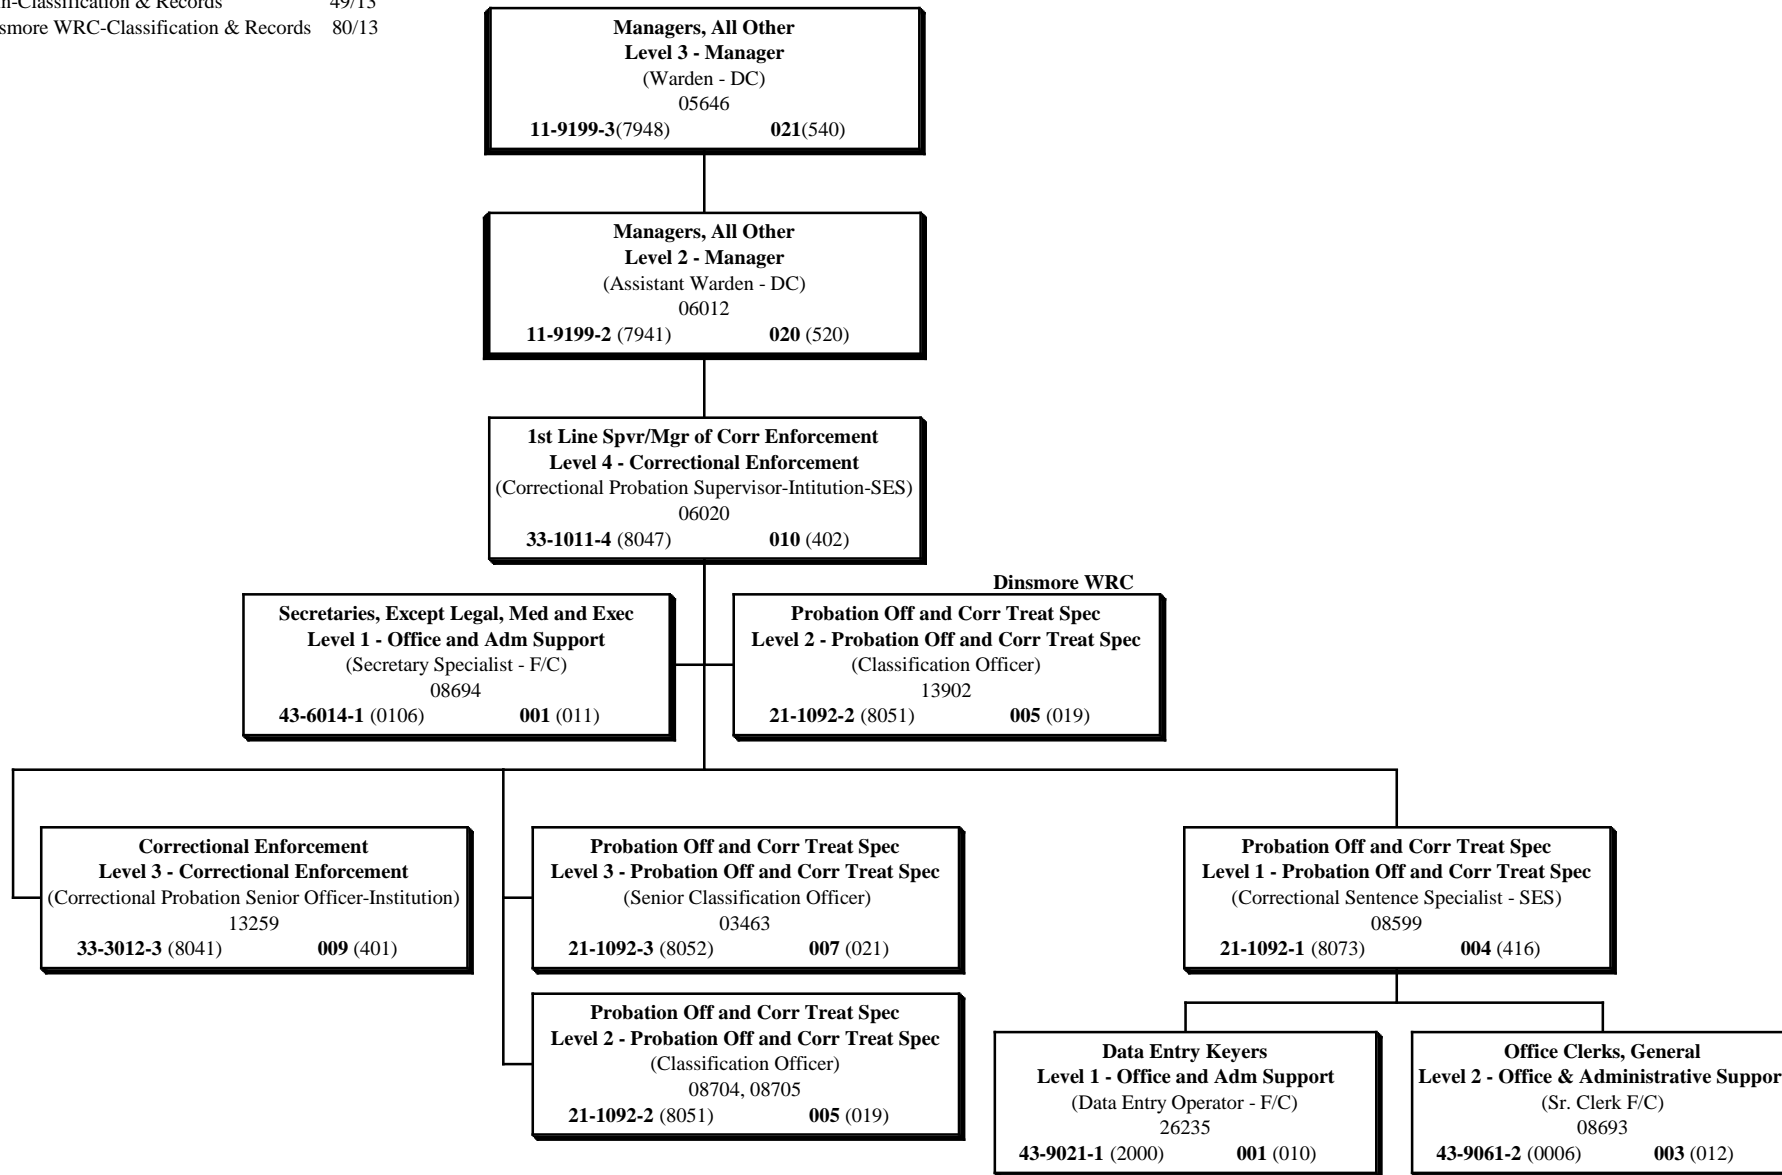 n-Classification & Records 49/13
smore WRC-Classification & Records 80/13
Managers, All Other
Level 3 - Manager
(Warden - DC)
05646
11-9199-3(7948) 021(540)
Managers, All Other
Level 2 - Manager
(Assistant Warden - DC)
06012
11-9199-2 (7941) 020 (520)
1st Line Spvr/Mgr of Corr Enforcement
Level 4 - Correctional Enforcement
(Correctional Probation Supervisor-Intitution-SES)
06020
33-1011-4 (8047) 010 (402)
Secretaries, Except Legal, Med and Exec
Level 1 - Office and Adm Support
(Secretary Specialist - F/C)
08694
43-6014-1 (0106) 001 (011)
Dinsmore WRC
Probation Off and Corr Treat Spec
Level 2 - Probation Off and Corr Treat Spec
(Classification Officer)
13902
21-1092-2 (8051) 005 (019)
Correctional Enforcement
Level 3 - Correctional Enforcement
(Correctional Probation Senior Officer-Institution)
13259
33-3012-3 (8041) 009 (401)
Probation Off and Corr Treat Spec
Level 3 - Probation Off and Corr Treat Spec
(Senior Classification Officer)
03463
21-1092-3 (8052) 007 (021)
Probation Off and Corr Treat Spec
Level 2 - Probation Off and Corr Treat Spec
(Classification Officer)
08704, 08705
21-1092-2 (8051) 005 (019)
Probation Off and Corr Treat Spec
Level 1 - Probation Off and Corr Treat Spec
(Correctional Sentence Specialist - SES)
08599
21-1092-1 (8073) 004 (416)
Data Entry Keyers
Level 1 - Office and Adm Support
(Data Entry Operator - F/C)
26235
43-9021-1 (2000) 001 (010)
Office Clerks, General
Level 2 - Office & Administrative Suppor
(Sr. Clerk F/C)
08693
43-9061-2 (0006) 003 (012)